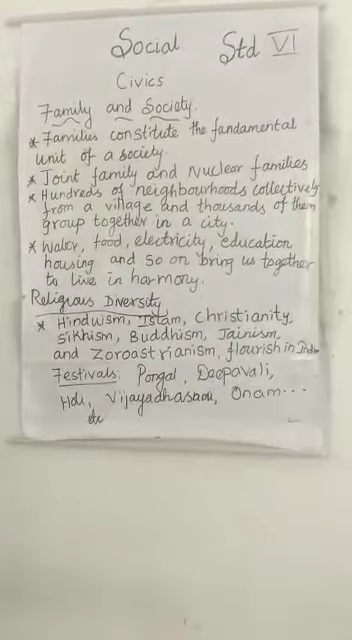 Social Std VI
Civics
Family and Society.
* Families constitute the fundamental
unit of a society.
* Joint family and Nuclear families
* Hundreds of neighbourhoods collectively
from a village and thousands of them
group together in a city.
* Water, food, electricity, education
housing and so on bring us together
to live in harmony.
Religious Diversity
* Hinduism, Islam, Christianity,
Sikhism, Buddhism, Jainism,
and Zoroastrianism, flourish in India
Festivals: Pongal, Deepavali,
Holi, Vijayadhasami, Onam...
etc